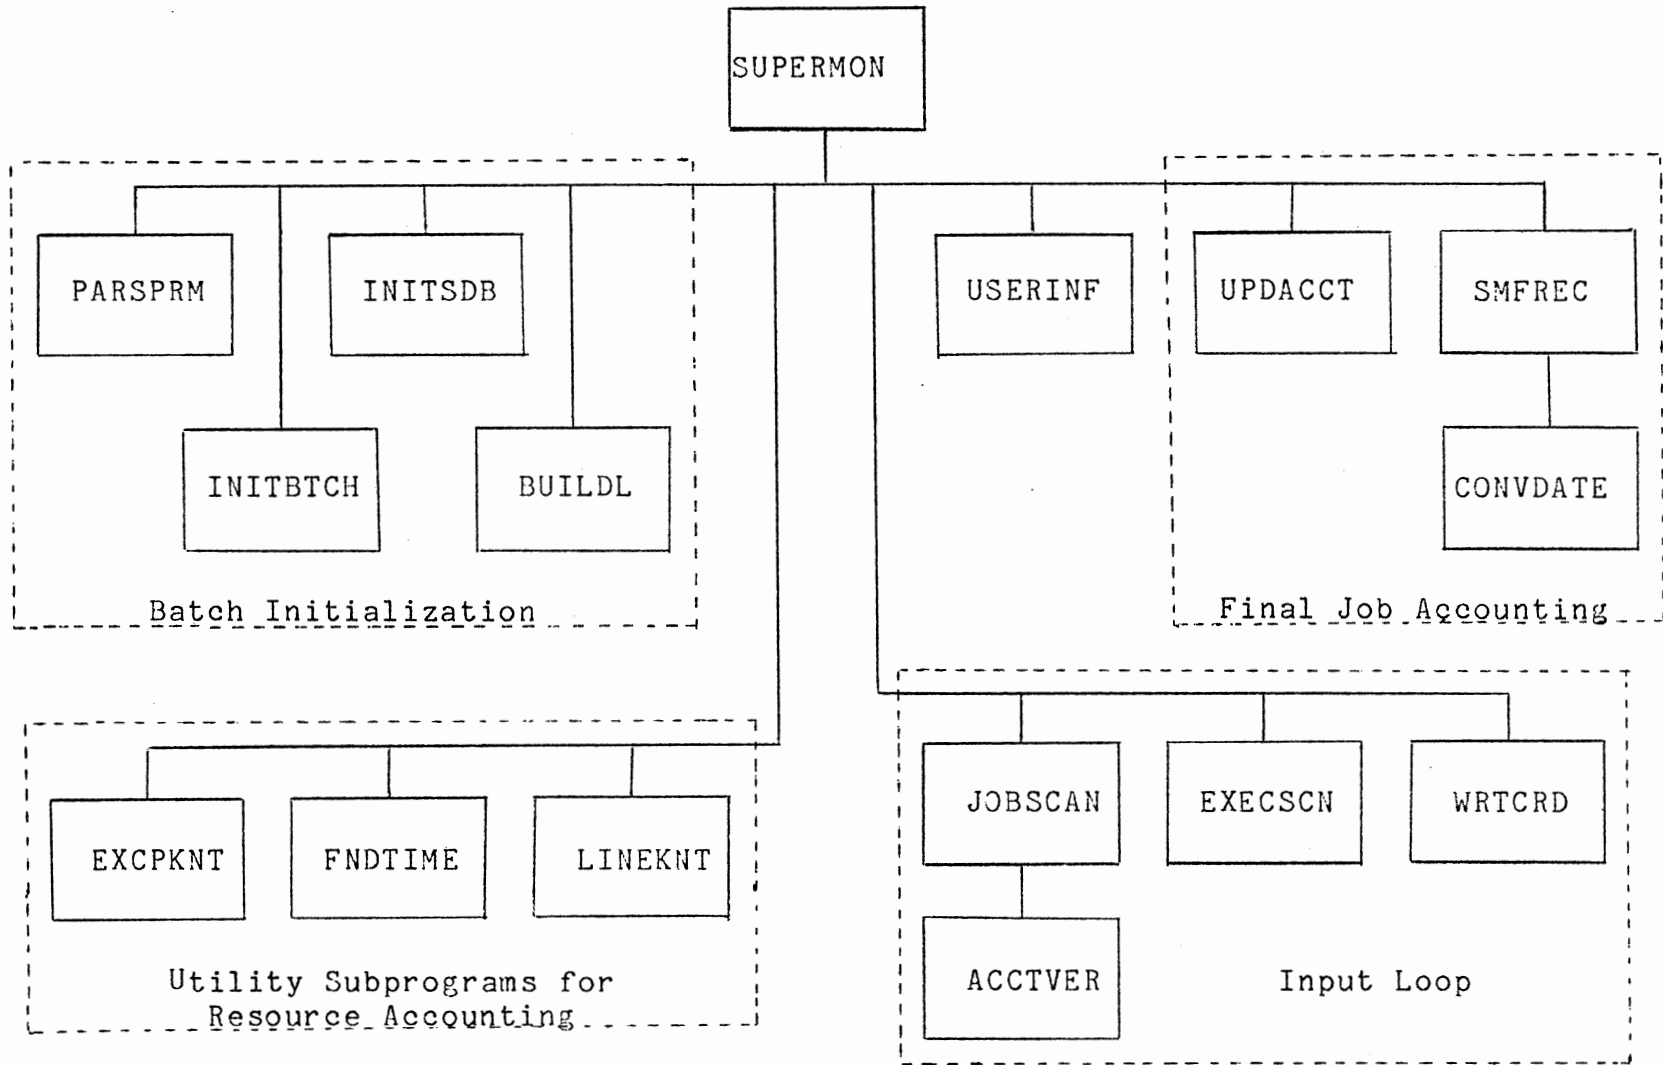 SUPERMON
PARSPRM
INITSDB
USERINF
UPDACCT
SMFREC
INITBTCH
BUILDL
CONVDATE
Batch Initialization
Final Job Accounting
JOBSCAN
EXECSCN
WRTCRD
EXCPKNT
FNDTIME
LINEKNT
ACCTVER
Input Loop
Utility Subprograms for
Resource Accounting